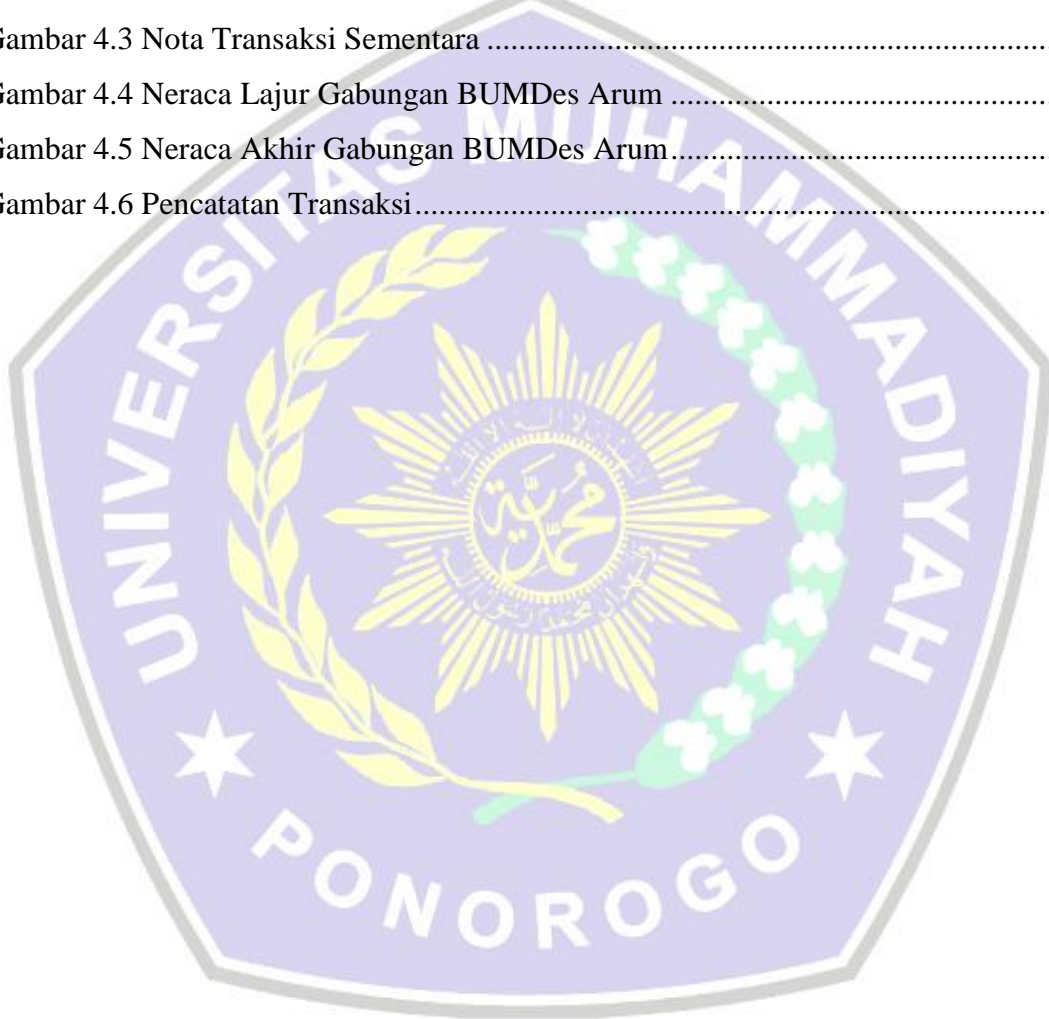 Gambar 4.3 Nota Transaksi Sementara ........................................................................
Gambar 4.4 Neraca Lajur Gabungan BUMDes Arum ................................................
Gambar 4.5 Neraca Akhir Gabungan BUMDes Arum................................................
Gambar 4.6 Pencatatan Transaksi................................................................................
UNIVERSITAS MUHAMMADIYAH
محمدية
PONOROGO